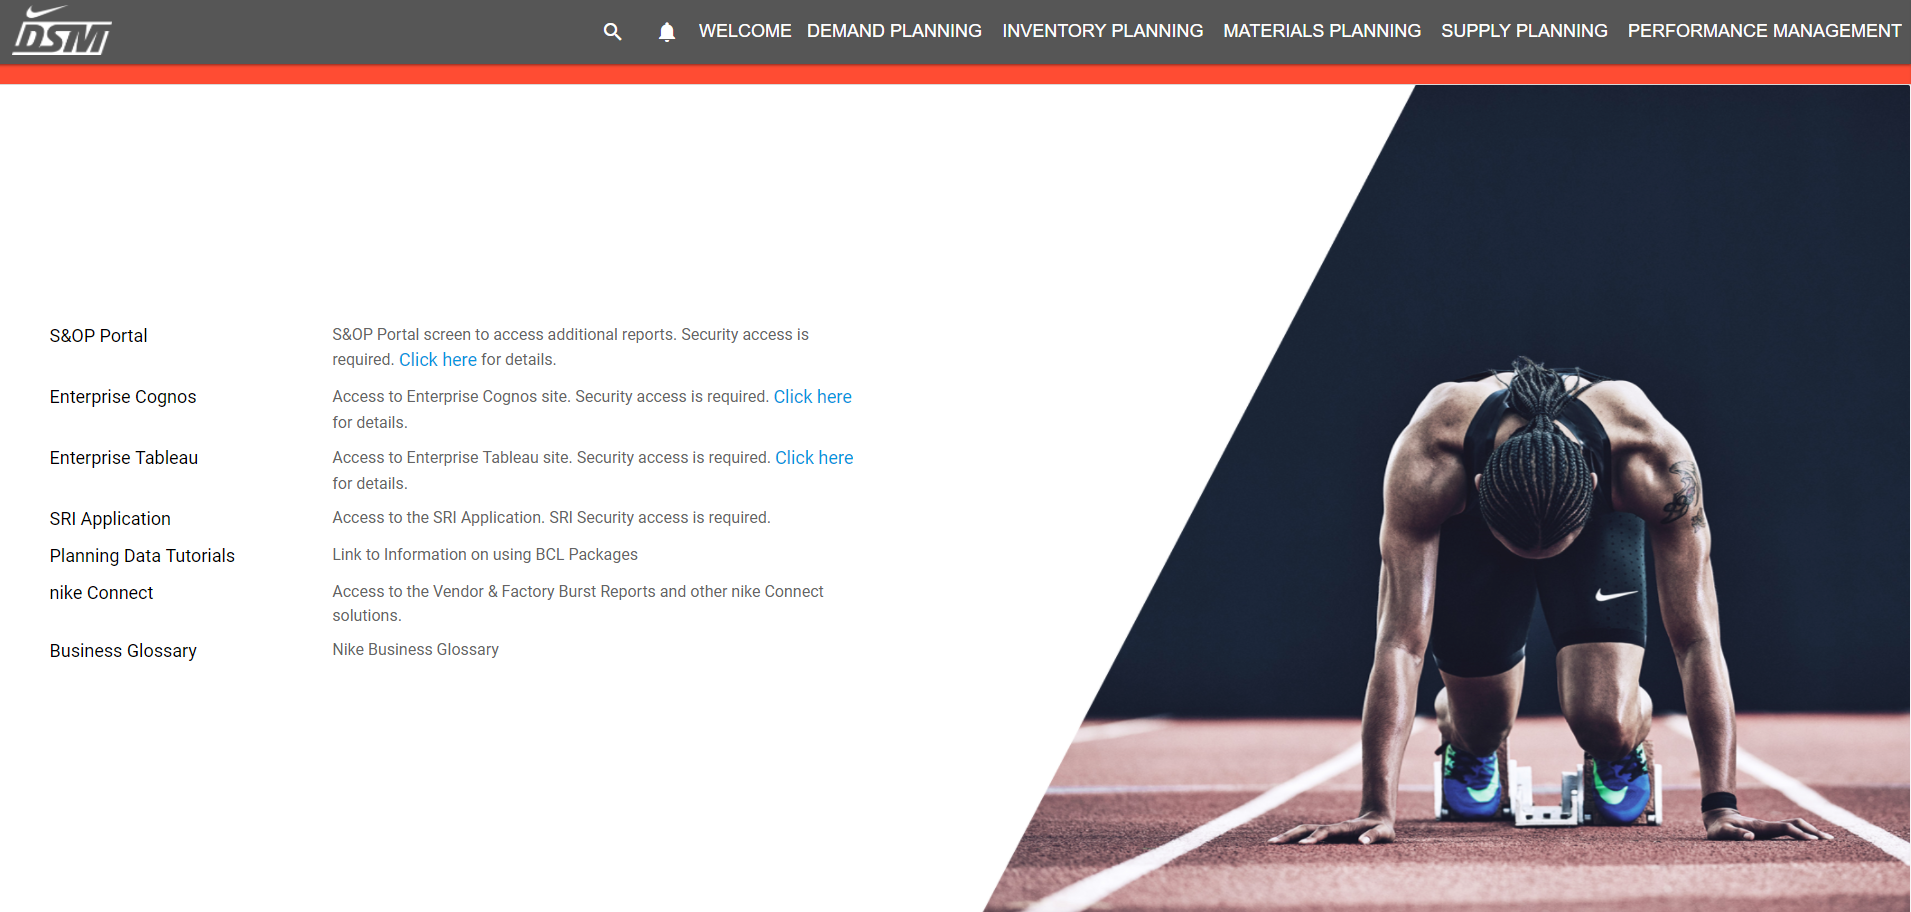 DSM
WELCOME DEMAND PLANNING INVENTORY PLANNING MATERIALS PLANNING SUPPLY PLANNING PERFORMANCE MANAGEMENT
S&OP Portal
S&OP Portal screen to access additional reports. Security access is
required. Click here for details.
Enterprise Cognos
Access to Enterprise Cognos site. Security access is required. Click here
for details.
Enterprise Tableau
Access to Enterprise Tableau site. Security access is required. Click here
for details.
SRI Application
Access to the SRI Application. SRI Security access is required.
Planning Data Tutorials
Link to Information on using BCL Packages
nike Connect
Access to the Vendor & Factory Burst Reports and other nike Connect
solutions.
Business Glossary
Nike Business Glossary